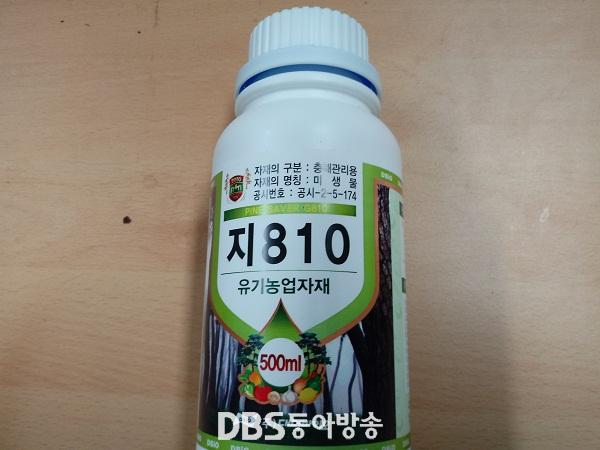 자재의 구분 : 충해관리용
자재의 명칭 : 미 생 물
공시번호 : 공시-2-5-174
PINE SAVER G810
지810
유기농업자재
500ml
DBS동아방송
DBiO
DBiO